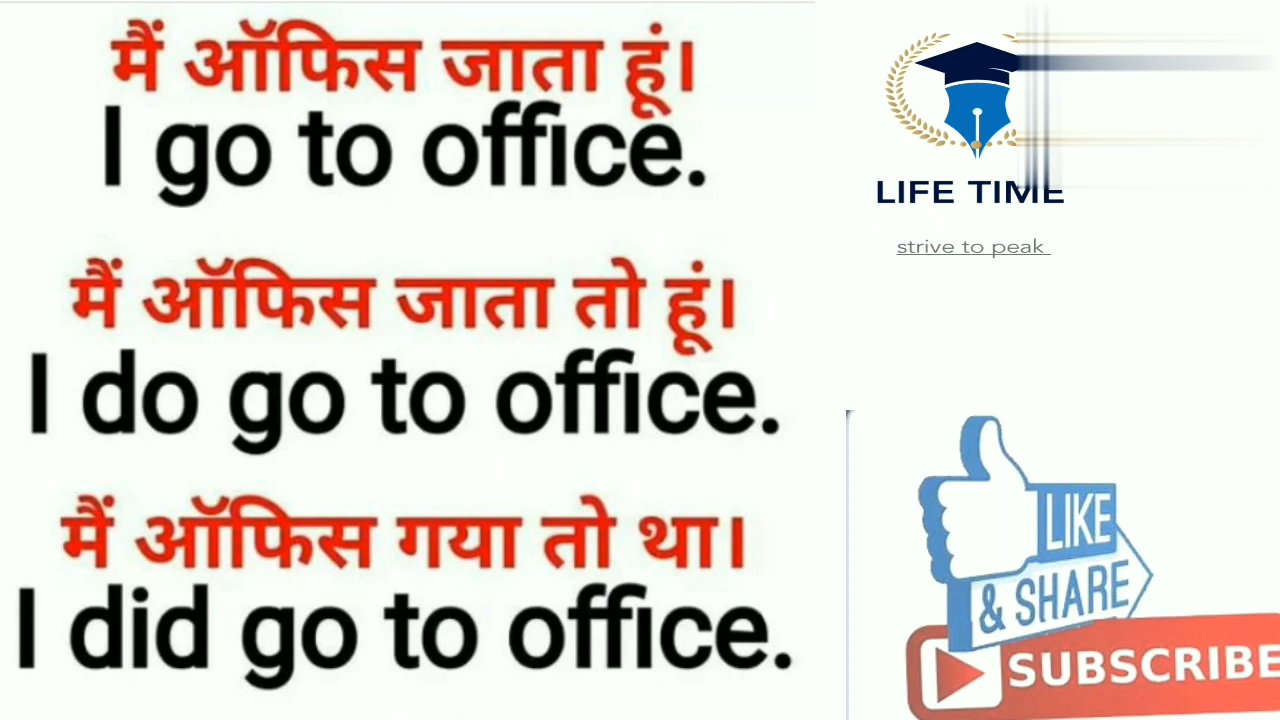 मैं ऑफिस जाता हूं।
I go to office.
मैं ऑफिस जाता तो हूं।
I do go to office.
मैं ऑफिस गया तो था।
I did go to office.
LIFE TIME
strive to peak
LIKE
& SHARE
SUBSCRIBE